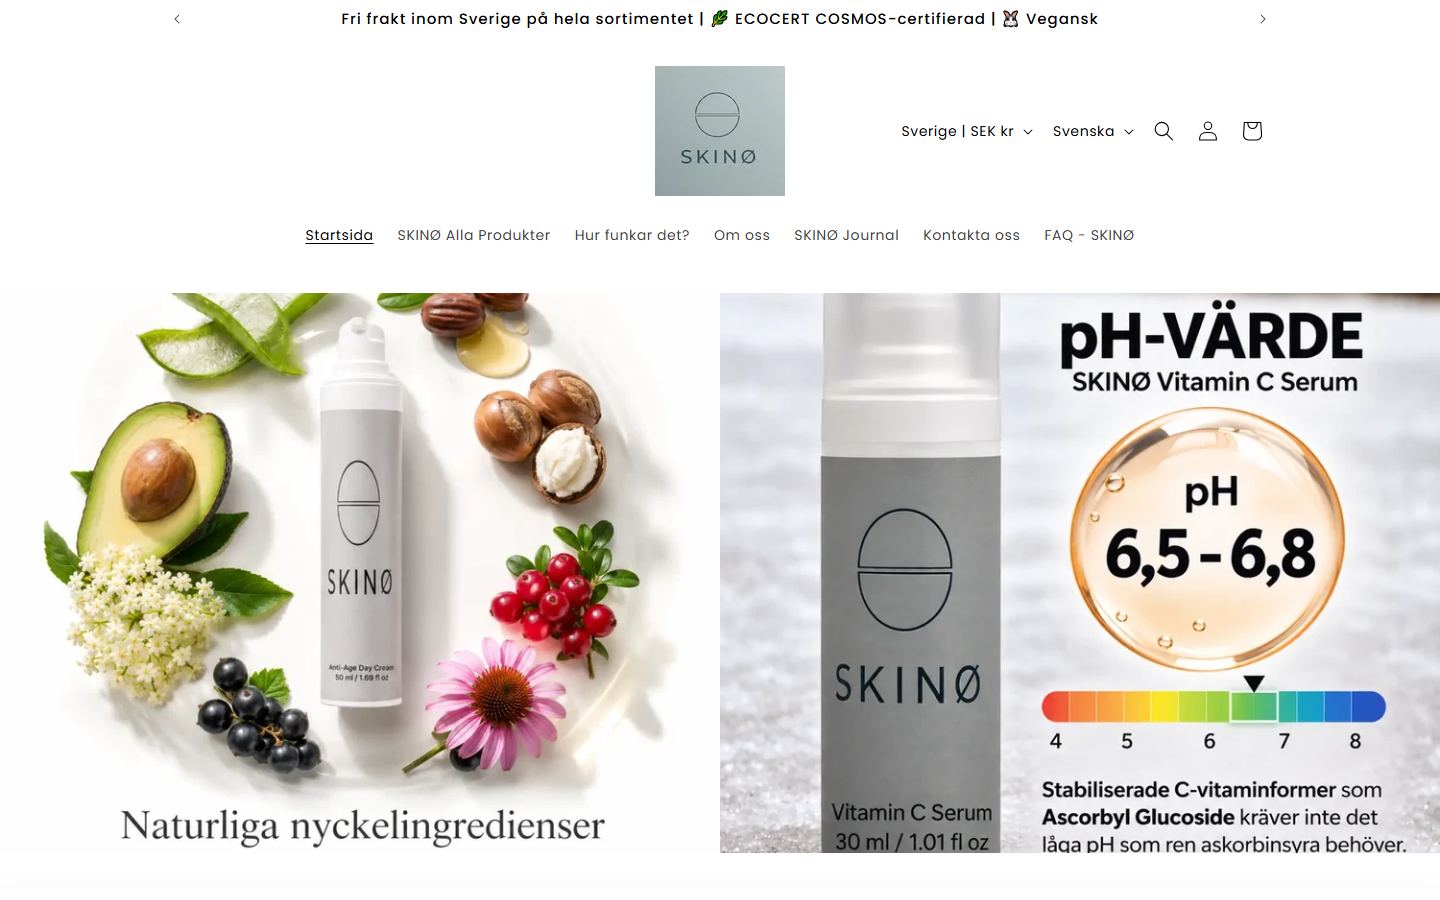 Fri frakt inom Sverige på hela sortimentet | 🌿 ECOCERT COSMOS-certifierad | 🐰 Vegansk
SKINØ
Sverige | SEK kr
Svenska
Startsida
SKINØ Alla Produkter
Hur funkar det?
Om oss
SKINØ Journal
Kontakta oss
FAQ - SKINØ
SKINØ
Anti-Age Day Cream
50 ml / 1.69 fl oz
Naturliga nyckelingredienser
SKINØ
Vitamin C Serum
30 ml / 1.01 fl oz
pH-VÄRDE
SKINØ Vitamin C Serum
pH
6,5 - 6,8
4 5 6 7 8
Stabiliserade C-vitaminformer som
Ascorbyl Glucoside kräver inte det
låga pH som ren askorbinsyra behöver.